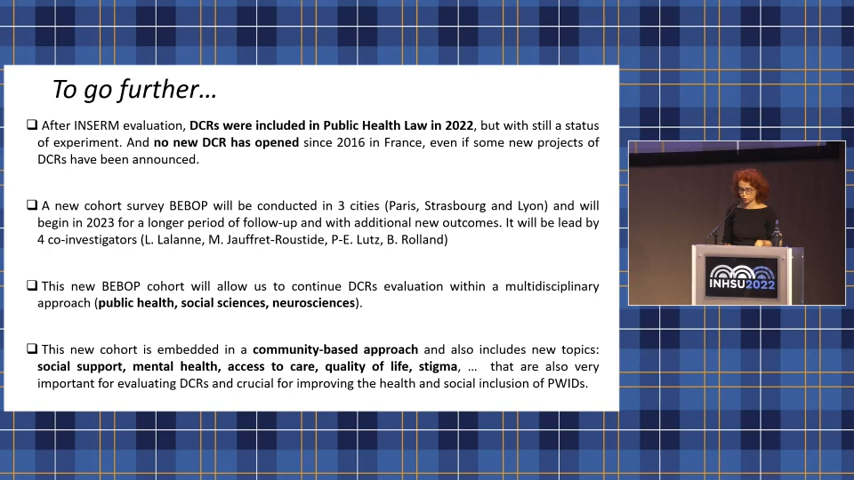 To go further...
❑ After INSERM evaluation, DCRs were included in Public Health Law in 2022, but with still a status
of experiment. And no new DCR has opened since 2016 in France, even if some new projects of
DCRs have been announced.
❑ A new cohort survey BEBOP will be conducted in 3 cities (Paris, Strasbourg and Lyon) and will
begin in 2023 for a longer period of follow-up and with additional new outcomes. It will be lead by
4 co-investigators (L. Lalanne, M. Jauffret-Roustide, P-E. Lutz, B. Rolland)
❑ This new BEBOP cohort will allow us to continue DCRs evaluation within a multidisciplinary
approach (public health, social sciences, neurosciences).
❑ This new cohort is embedded in a community-based approach and also includes new topics:
social support, mental health, access to care, quality of life, stigma, ... that are also very
important for evaluating DCRs and crucial for improving the health and social inclusion of PWIDs.
INHSU2022